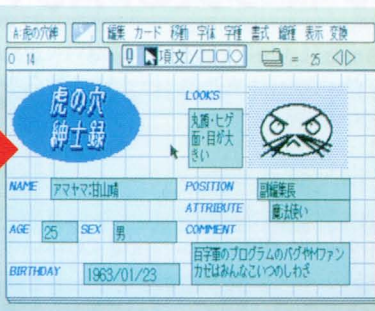 A:虎の穴紳 編集 カード 移動 字体 字種 書式 線種 表示 変換
0 14 項文/ = 25
虎の穴
紳士録
LOOKS
丸顔・ヒゲ
面・目が大
きい
NAME アマヤマ:甘山晴
POSITION 副編集長
ATTRIBUTE 魔法使い
AGE 25 SEX 男
COMMENT
百字軍のプログラムのバグやMファン
カゼはみんなこいつのしわざ
BIRTHDAY 1963/01/23